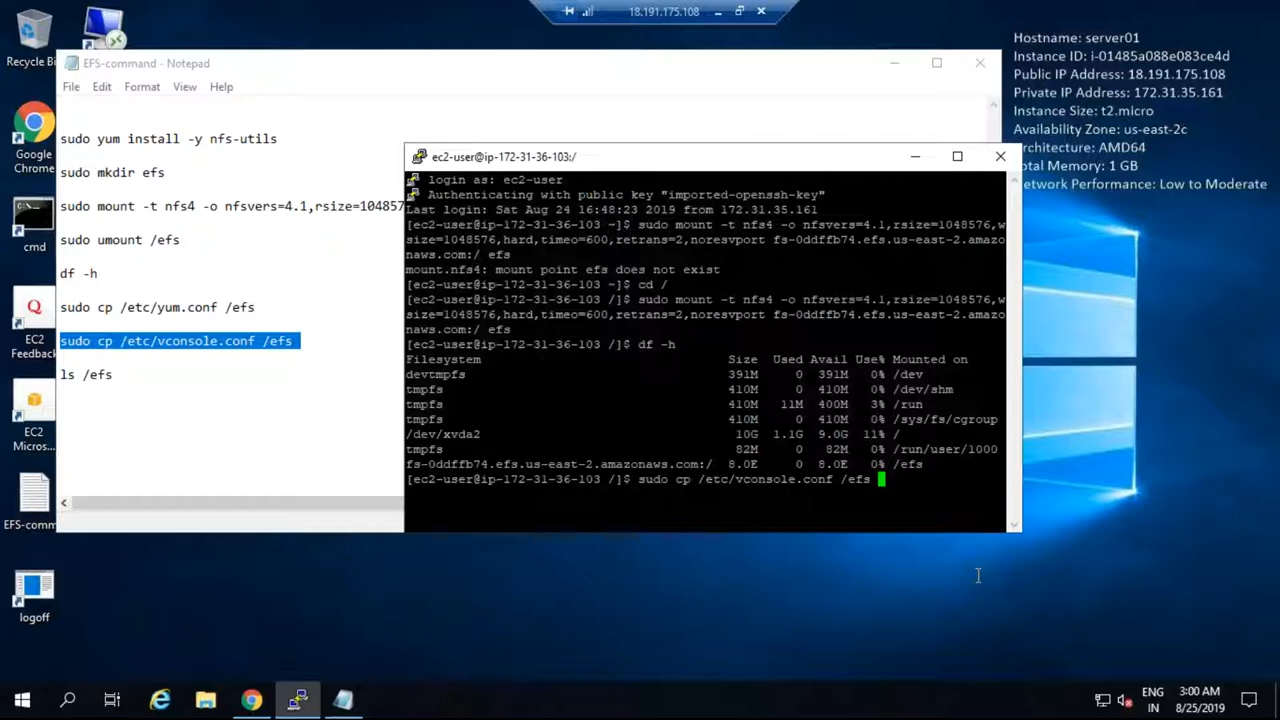 18.191.175.108
Recycle Bi
Google
Chrome
cmd
EC2
Feedback
EC2
Micros...
EFS-comm
logoff
EFS-command - Notepad
File Edit Format View Help
sudo yum install -y nfs-utils
sudo mkdir efs
sudo mount -t nfs4 -o nfsvers=4.1,rsize=1048576
sudo umount /efs
df -h
sudo cp /etc/yum.conf /efs
sudo cp /etc/vconsole.conf /efs
ls /efs
ec2-user@ip-172-31-36-103:/
login as: ec2-user
Authenticating with public key "imported-openssh-key"
Last login: Sat Aug 24 16:48:23 2019 from 172.31.35.161
[ec2-user@ip-172-31-36-103 ~]$ sudo mount -t nfs4 -o nfsvers=4.1,rsize=1048576,w
size=1048576,hard,timeo=600,retrans=2,noresvport fs-0ddffb74.efs.us-east-2.amazo
naws.com:/ efs
mount.nfs4: mount point efs does not exist
[ec2-user@ip-172-31-36-103 ~]$ cd /
[ec2-user@ip-172-31-36-103 /]$ sudo mount -t nfs4 -o nfsvers=4.1,rsize=1048576,w
size=1048576,hard,timeo=600,retrans=2,noresvport fs-0ddffb74.efs.us-east-2.amazo
naws.com:/ efs
[ec2-user@ip-172-31-36-103 /]$ df -h
Filesystem Size Used Avail Use% Mounted on
devtmpfs 391M 0 391M 0% /dev
tmpfs 410M 0 410M 0% /dev/shm
tmpfs 410M 11M 400M 3% /run
tmpfs 410M 0 410M 0% /sys/fs/cgroup
/dev/xvda2 10G 1.1G 9.0G 11% /
tmpfs 82M 0 82M 0% /run/user/1000
fs-0ddffb74.efs.us-east-2.amazonaws.com:/ 8.0E 0 8.0E 0% /efs
[ec2-user@ip-172-31-36-103 /]$ sudo cp /etc/vconsole.conf /efs
Hostname: server01
Instance ID: i-01485a088e083ce4d
Public IP Address: 18.191.175.108
Private IP Address: 172.31.35.161
Instance Size: t2.micro
Availability Zone: us-east-2c
rchitecture: AMD64
otal Memory: 1 GB
Network Performance: Low to Moderate
ENG
IN
3:00 AM
8/25/2019